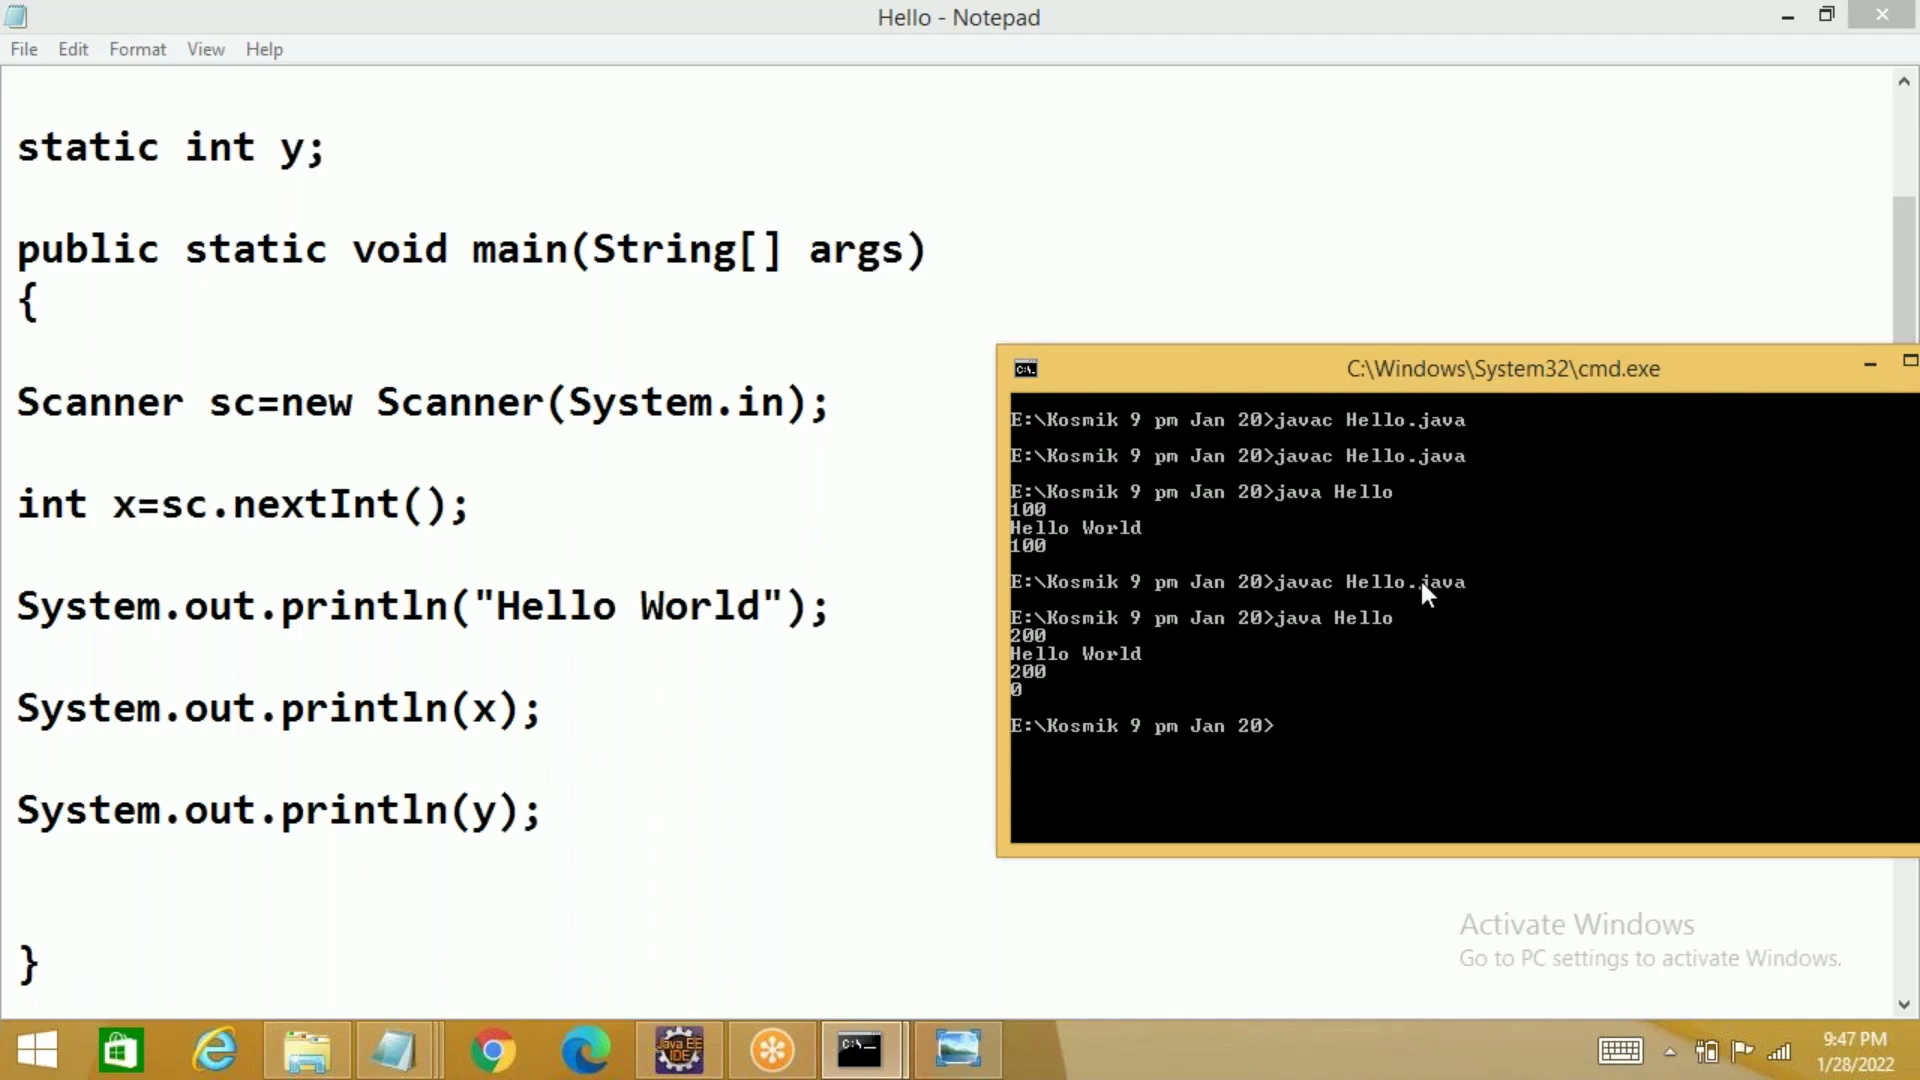 Hello - Notepad
File Edit Format View Help
static int y;
public static void main(String[] args)
{
Scanner sc=new Scanner(System.in);
int x=sc.nextInt();
System.out.println("Hello World");
System.out.println(x);
System.out.println(y);
}
C:\Windows\System32\cmd.exe
E:\Kosmik 9 pm Jan 20>javac Hello.java
E:\Kosmik 9 pm Jan 20>javac Hello.java
E:\Kosmik 9 pm Jan 20>java Hello
100
Hello World
100
E:\Kosmik 9 pm Jan 20>javac Hello.java
E:\Kosmik 9 pm Jan 20>java Hello
200
Hello World
200
0
E:\Kosmik 9 pm Jan 20>
Activate Windows
Go to PC settings to activate Windows.
Java EE
IDE
C:\_
9:47 PM
1/28/2022